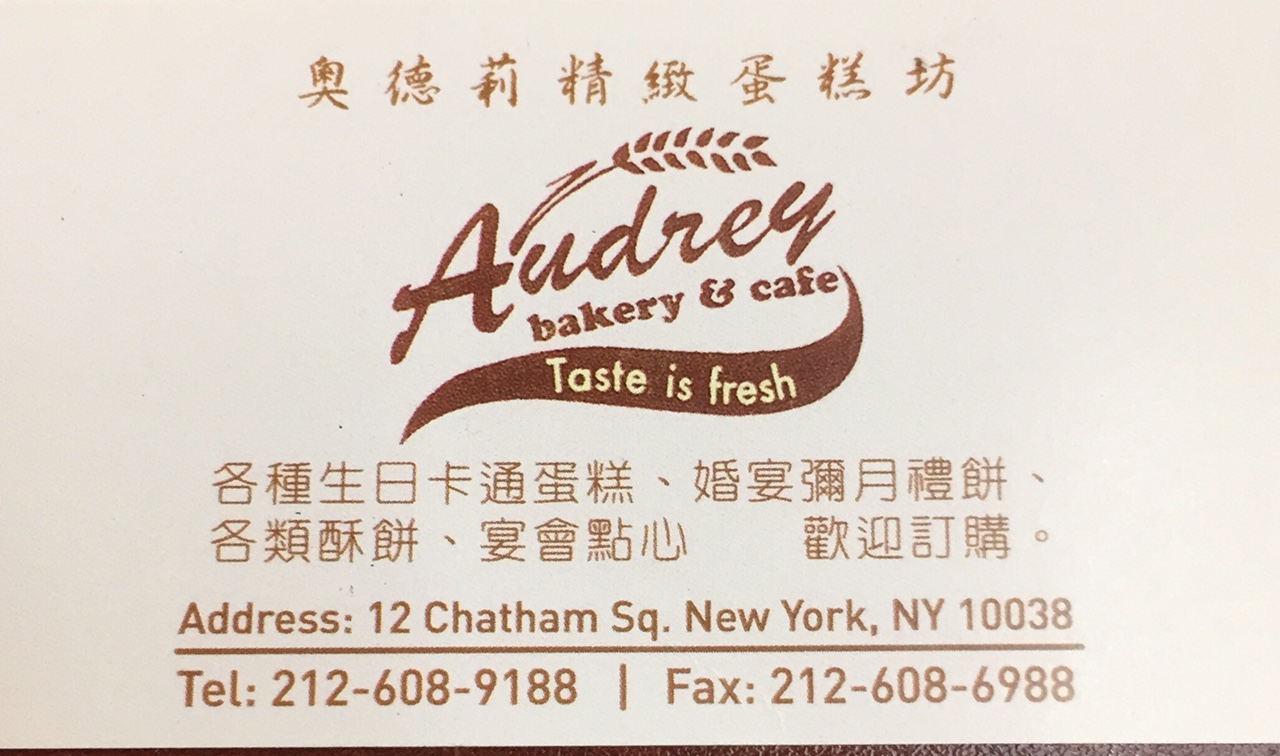 奧德莉精緻蛋糕坊
Audrey
bakery & cafe
Taste is fresh
各種生日卡通蛋糕、婚宴彌月禮餅、
各類酥餅、宴會點心 歡迎訂購。
Address: 12 Chatham Sq. New York, NY 10038
Tel: 212-608-9188 | Fax: 212-608-6988